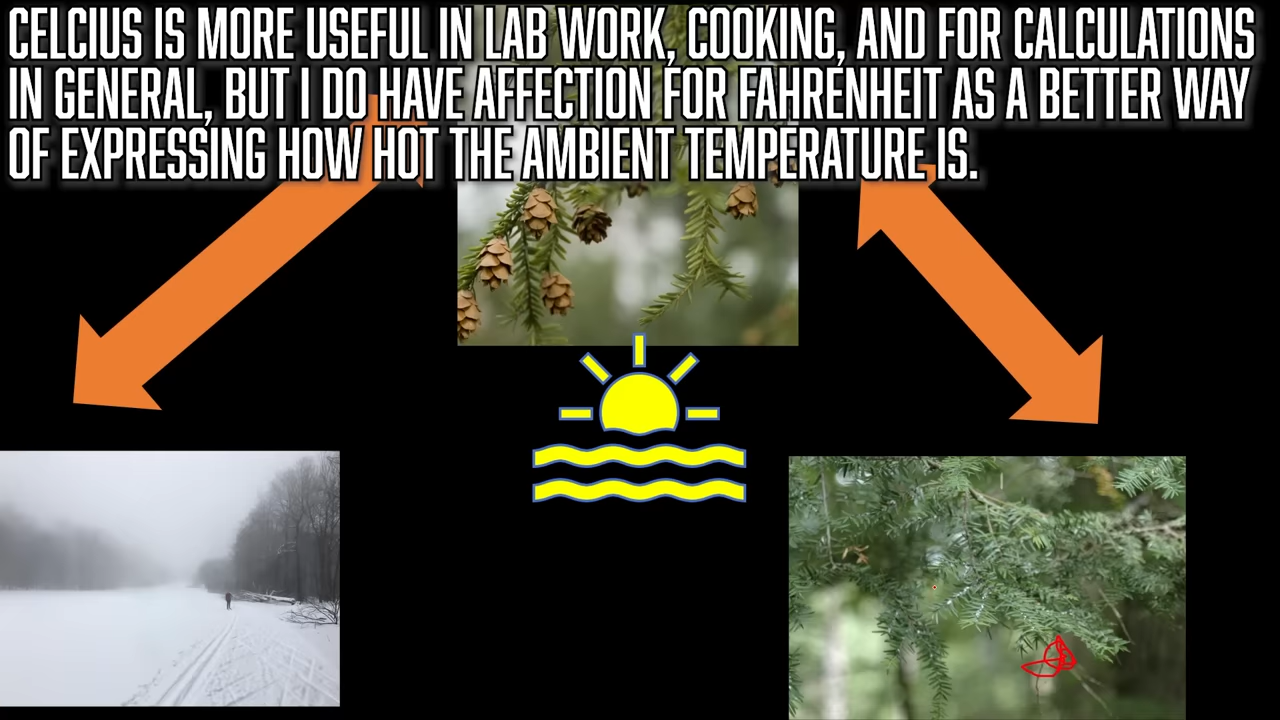 CELCIUS IS MORE USEFUL IN LAB WORK, COOKING, AND FOR CALCULATIONS
IN GENERAL, BUT I DO HAVE AFFECTION FOR FAHRENHEIT AS A BETTER WAY
OF EXPRESSING HOW HOT THE AMBIENT TEMPERATURE IS.